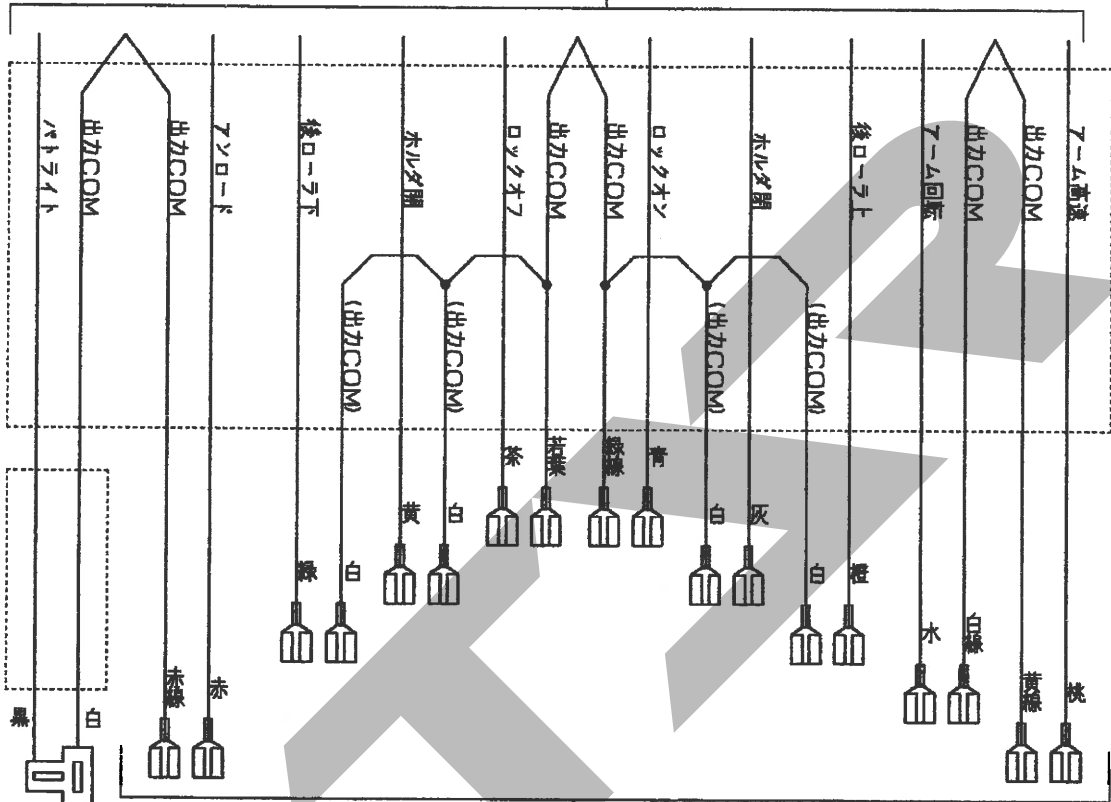 パトライト
出力COM
出力COM
アンロード
後ローラ下
ホルダ開
ロックオフ
出力COM
出力COM
ロックオン
ホルダ閉
後ローラ上
アーム回転
出力COM
出力COM
アーム高速
(出力COM)
(出力COM)
(出力COM)
(出力COM)
茶
若葉
緑線
青
黄
白
白
灰
緑
白
白
橙
水
白線
赤線
赤
黄線
桃
黒
白